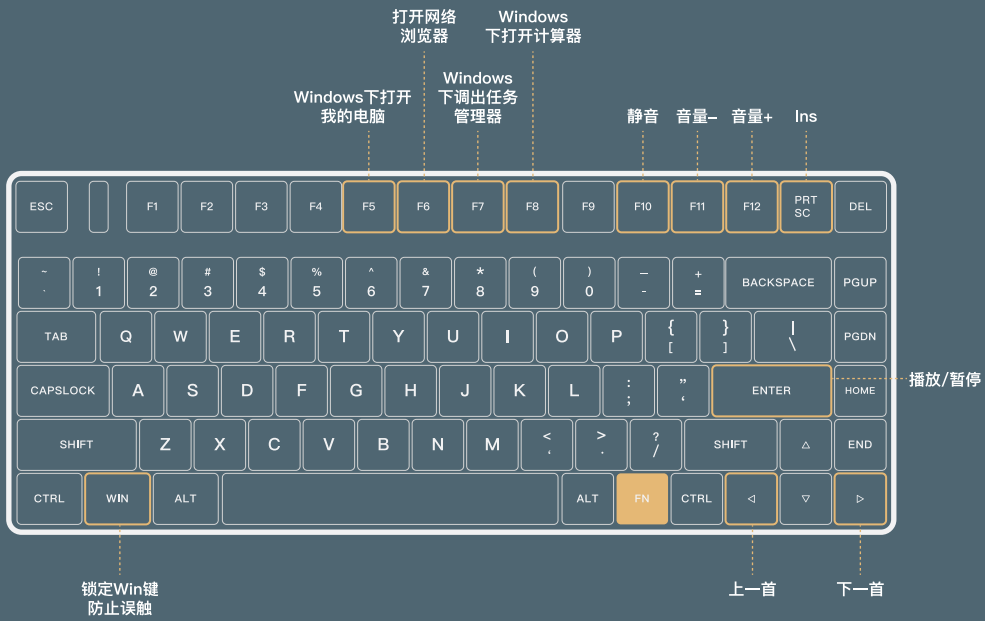 打开网络
浏览器
Windows
下打开计算器
Windows下打开
我的电脑
Windows
下调出任务
管理器
静音 音量– 音量+ Ins
ESC F1 F2 F3 F4 F5 F6 F7 F8 F9 F10 F11 F12 PRT SC DEL
~ ! @ # $ % ^ & * ( ) — +
· 1 2 3 4 5 6 7 8 9 0 - = BACKSPACE PGUP
TAB Q W E R T Y U I O P { [ } ] | \ PGDN
CAPSLOCK A S D F G H J K L : ; ” ‘ ENTER HOME
播放/暂停
SHIFT Z X C V B N M < ‘ > · ? / SHIFT △ END
CTRL WIN ALT ALT FN CTRL ◁ ▽ ▷
锁定Win键
防止误触
上一首 下一首